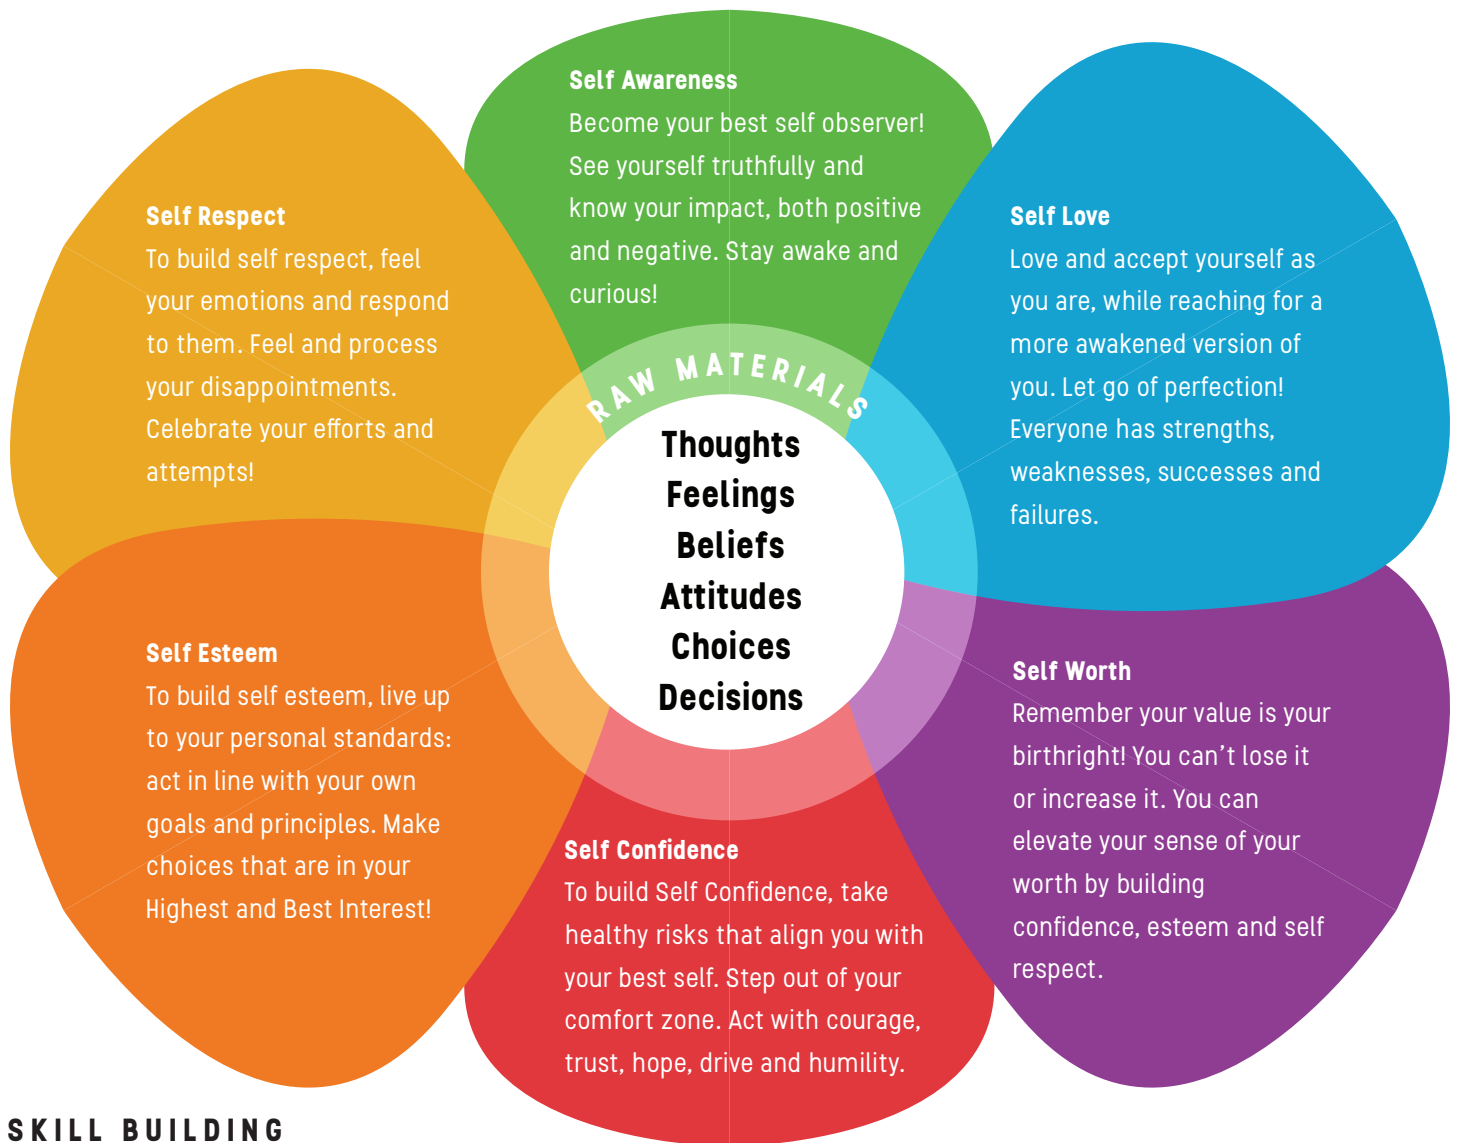 Self Awareness
Become your best self observer!
See yourself truthfully and
know your impact, both positive
and negative. Stay awake and
curious!
Self Respect
To build self respect, feel
your emotions and respond
to them. Feel and process
your disappointments.
Celebrate your efforts and
attempts!
Self Love
Love and accept yourself as
you are, while reaching for a
more awakened version of
you. Let go of perfection!
Everyone has strengths,
weaknesses, successes and
failures.
RAW MATERIALS
Thoughts
Feelings
Beliefs
Attitudes
Choices
Decisions
Self Esteem
To build self esteem, live up
to your personal standards:
act in line with your own
goals and principles. Make
choices that are in your
Highest and Best Interest!
Self Worth
Remember your value is your
birthright! You can’t lose it
or increase it. You can
elevate your sense of your
worth by building
confidence, esteem and self
respect.
Self Confidence
To build Self Confidence, take
healthy risks that align you with
your best self. Step out of your
comfort zone. Act with courage,
trust, hope, drive and humility.
SKILL BUILDING